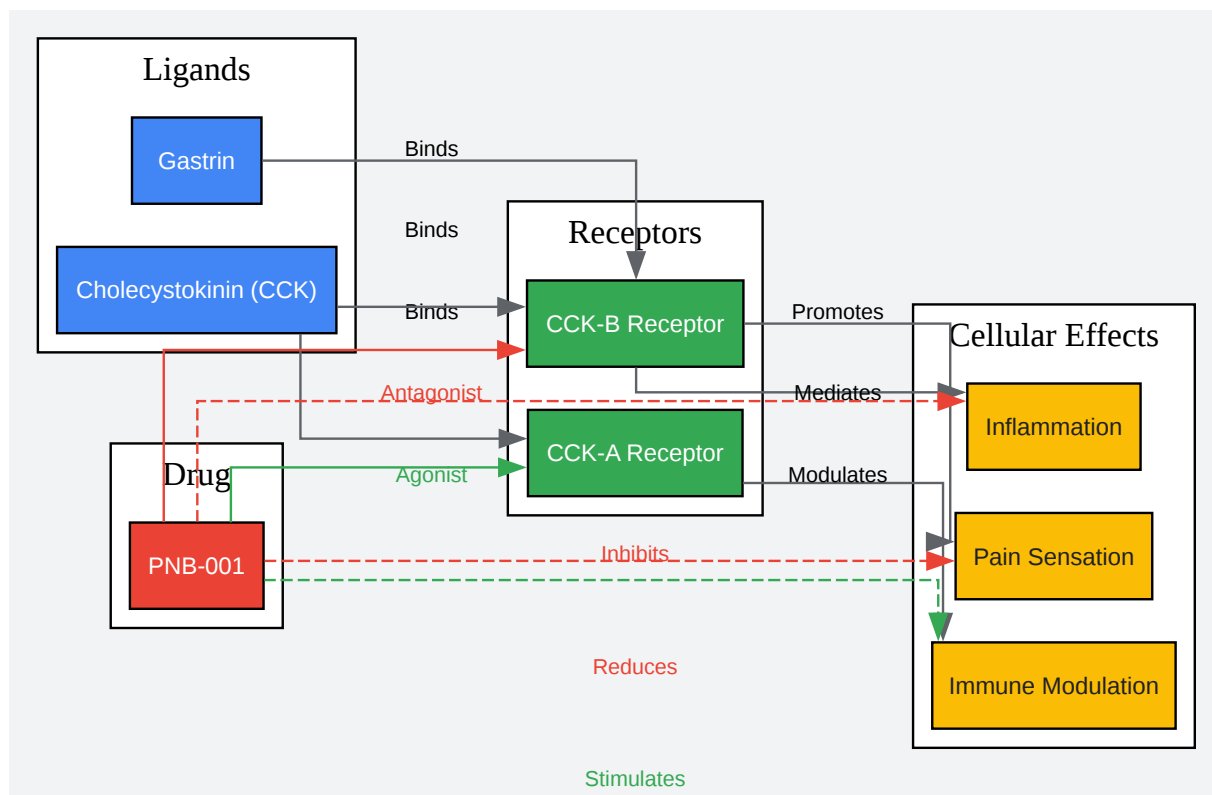 Ligands
Gastrin
Binds
Binds
Receptors
Cholecystokinin (CCK)
Binds
CCK-B Receptor
Promotes
Cellular Effects
Antagonist
Mediates
Inflammation
Drug
Agonist
CCK-A Receptor
Modulates
PNB-001
Inhibits
Pain Sensation
Reduces
Immune Modulation
Stimulates